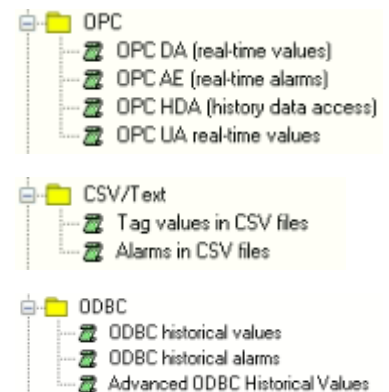 OPC
OPC DA (real-time values)
OPC AE (real-time alarms)
OPC HDA (history data access)
OPC UA real-time values
CSV/Text
Tag values in CSV files
Alarms in CSV files
ODBC
ODBC historical values
ODBC historical alarms
Advanced ODBC Historical Values